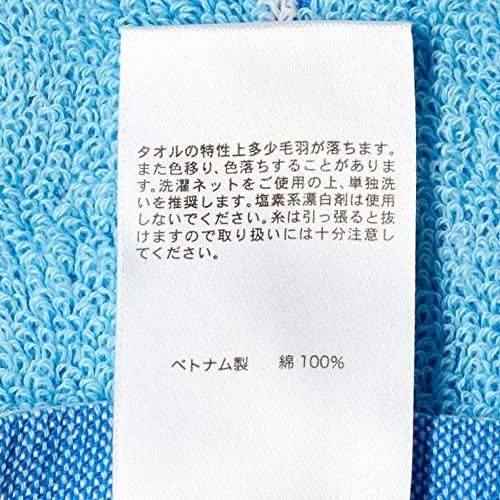 タオルの特性上多少毛羽が落ちます。
また色移り、色落ちすることがありま
す。洗濯ネットをご使用の上、単独洗
いを推奨します。塩素系漂白剤は使用
しないでください。糸は引っ張ると抜
けますので取り扱いには十分注意し
てください。
ベトナム製　綿 100%